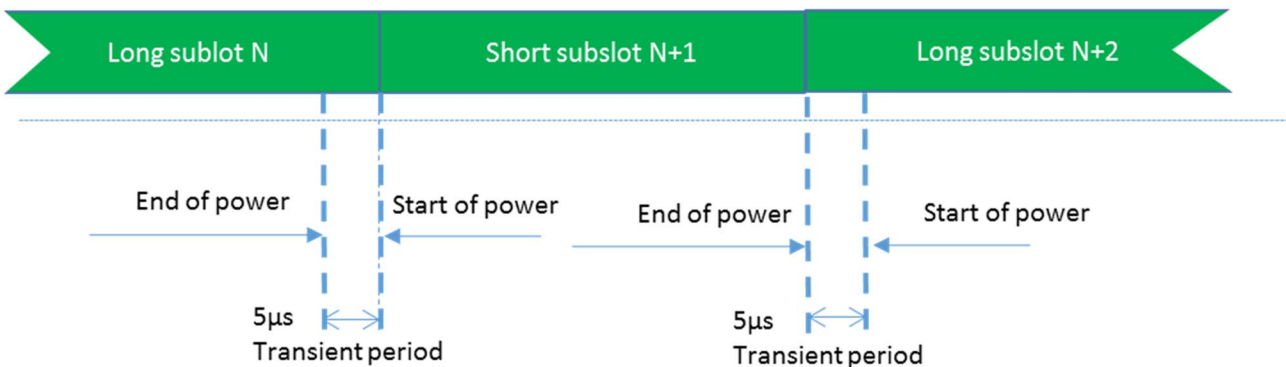 Long sublot N
Short subslot N+1
Long subslot N+2
End of power
Start of power
End of power
Start of power
5µs
Transient period
5µs
Transient period